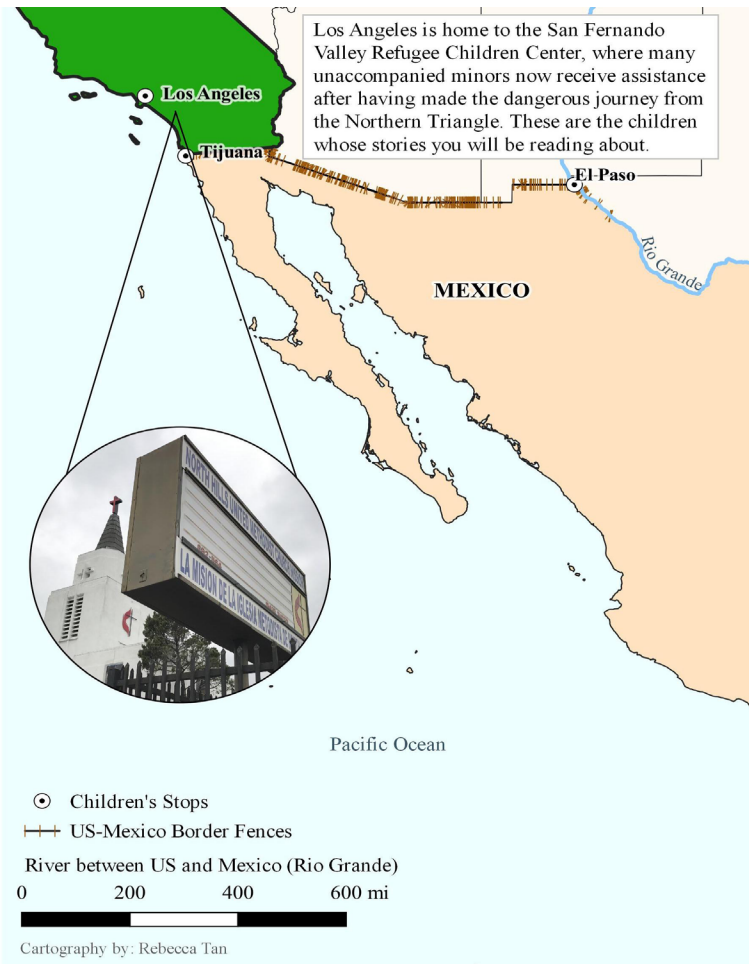 Los Angeles is home to the San Fernando
Valley Refugee Children Center, where many
unaccompanied minors now receive assistance
after having made the dangerous journey from
the Northern Triangle. These are the children
whose stories you will be reading about.
Los Angeles
Tijuana
El Paso
Rio Grande
MEXICO
NORTH HILLS UNITED METHODIST
LA MISION DE LA IGLESIA METODISTA DE
Pacific Ocean
Children's Stops
US-Mexico Border Fences
River between US and Mexico (Rio Grande)
0 200 400 600 mi
Cartography by: Rebecca Tan